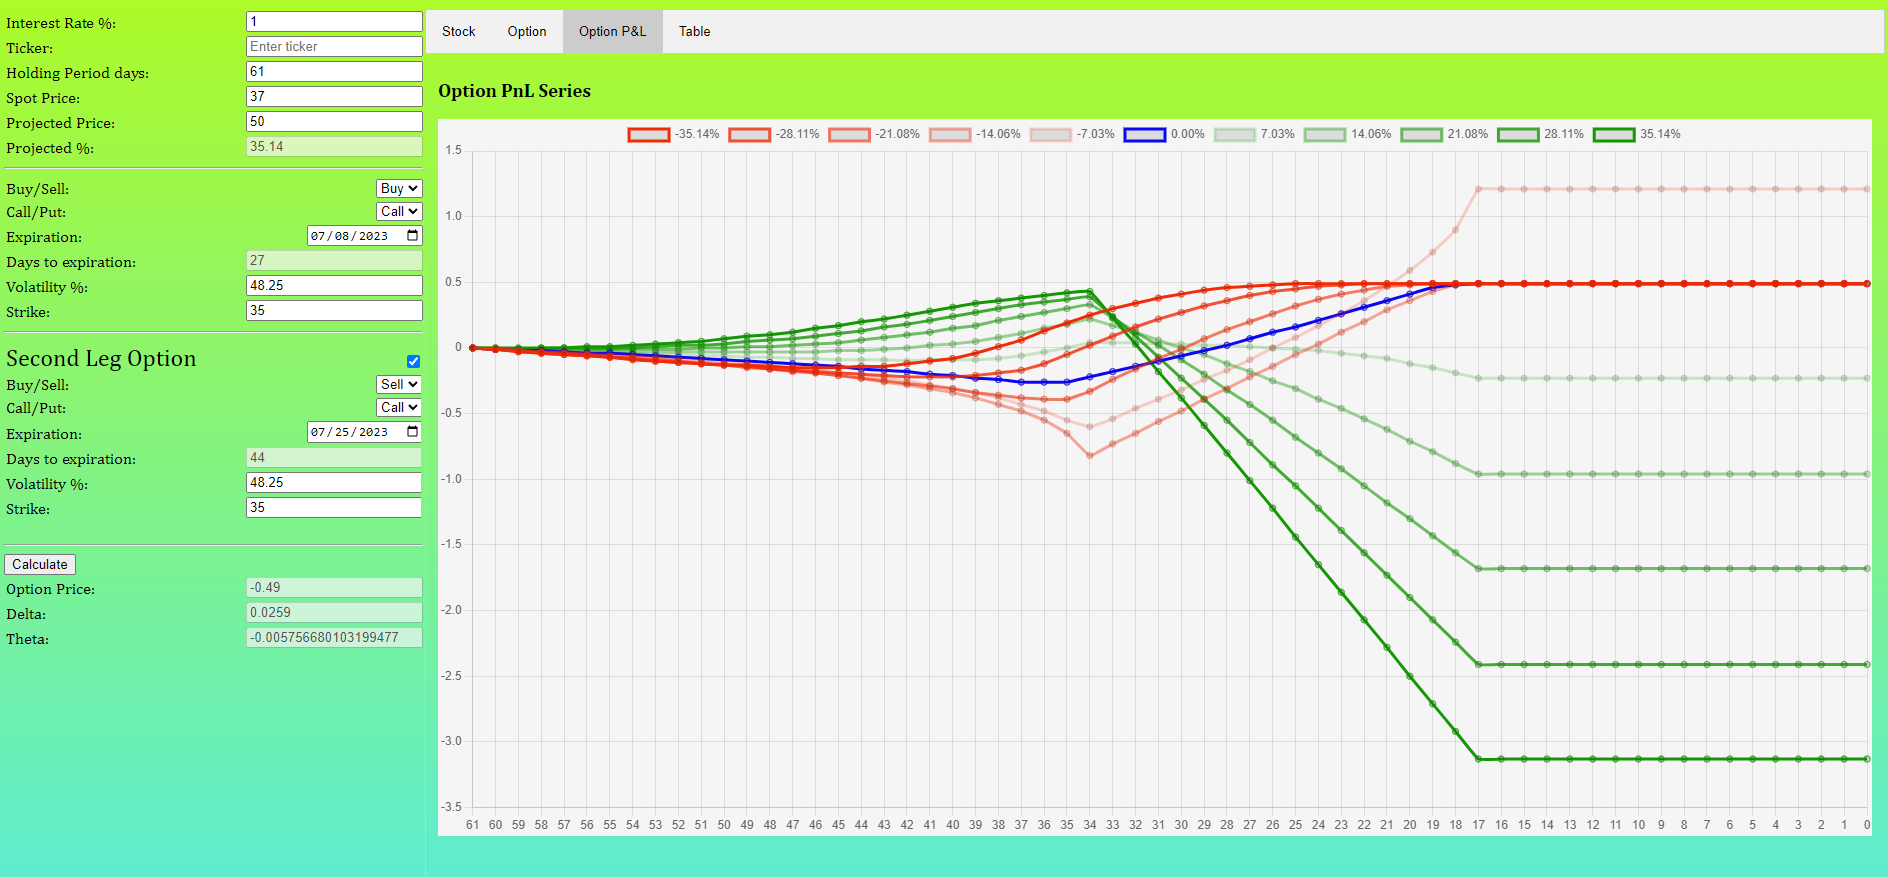 Interest Rate %: 1
Ticker: Enter ticker
Holding Period days: 61
Spot Price: 37
Projected Price: 50
Projected %: 35.14
Buy/Sell: Buy
Call/Put: Call
Expiration: 07/08/2023
Days to expiration: 27
Volatility %: 48.25
Strike: 35
Second Leg Option
Buy/Sell: Sell
Call/Put: Call
Expiration: 07/25/2023
Days to expiration: 44
Volatility %: 48.25
Strike: 35
Calculate
Option Price: -0.49
Delta: 0.0259
Theta: -0.005756680103199477
Stock Option Option P&L Table
Option PnL Series
-35.14% -28.11% -21.08% -14.06% -7.03% 0.00% 7.03% 14.06% 21.08% 28.11% 35.14%
1.5
1.0
0.5
0
-0.5
-1.0
-1.5
-2.0
-2.5
-3.0
-3.5
61 60 59 58 57 56 55 54 53 52 51 50 49 48 47 46 45 44 43 42 41 40 39 38 37 36 35 34 33 32 31 30 29 28 27 26 25 24 23 22 21 20 19 18 17 16 15 14 13 12 11 10 9 8 7 6 5 4 3 2 1 0